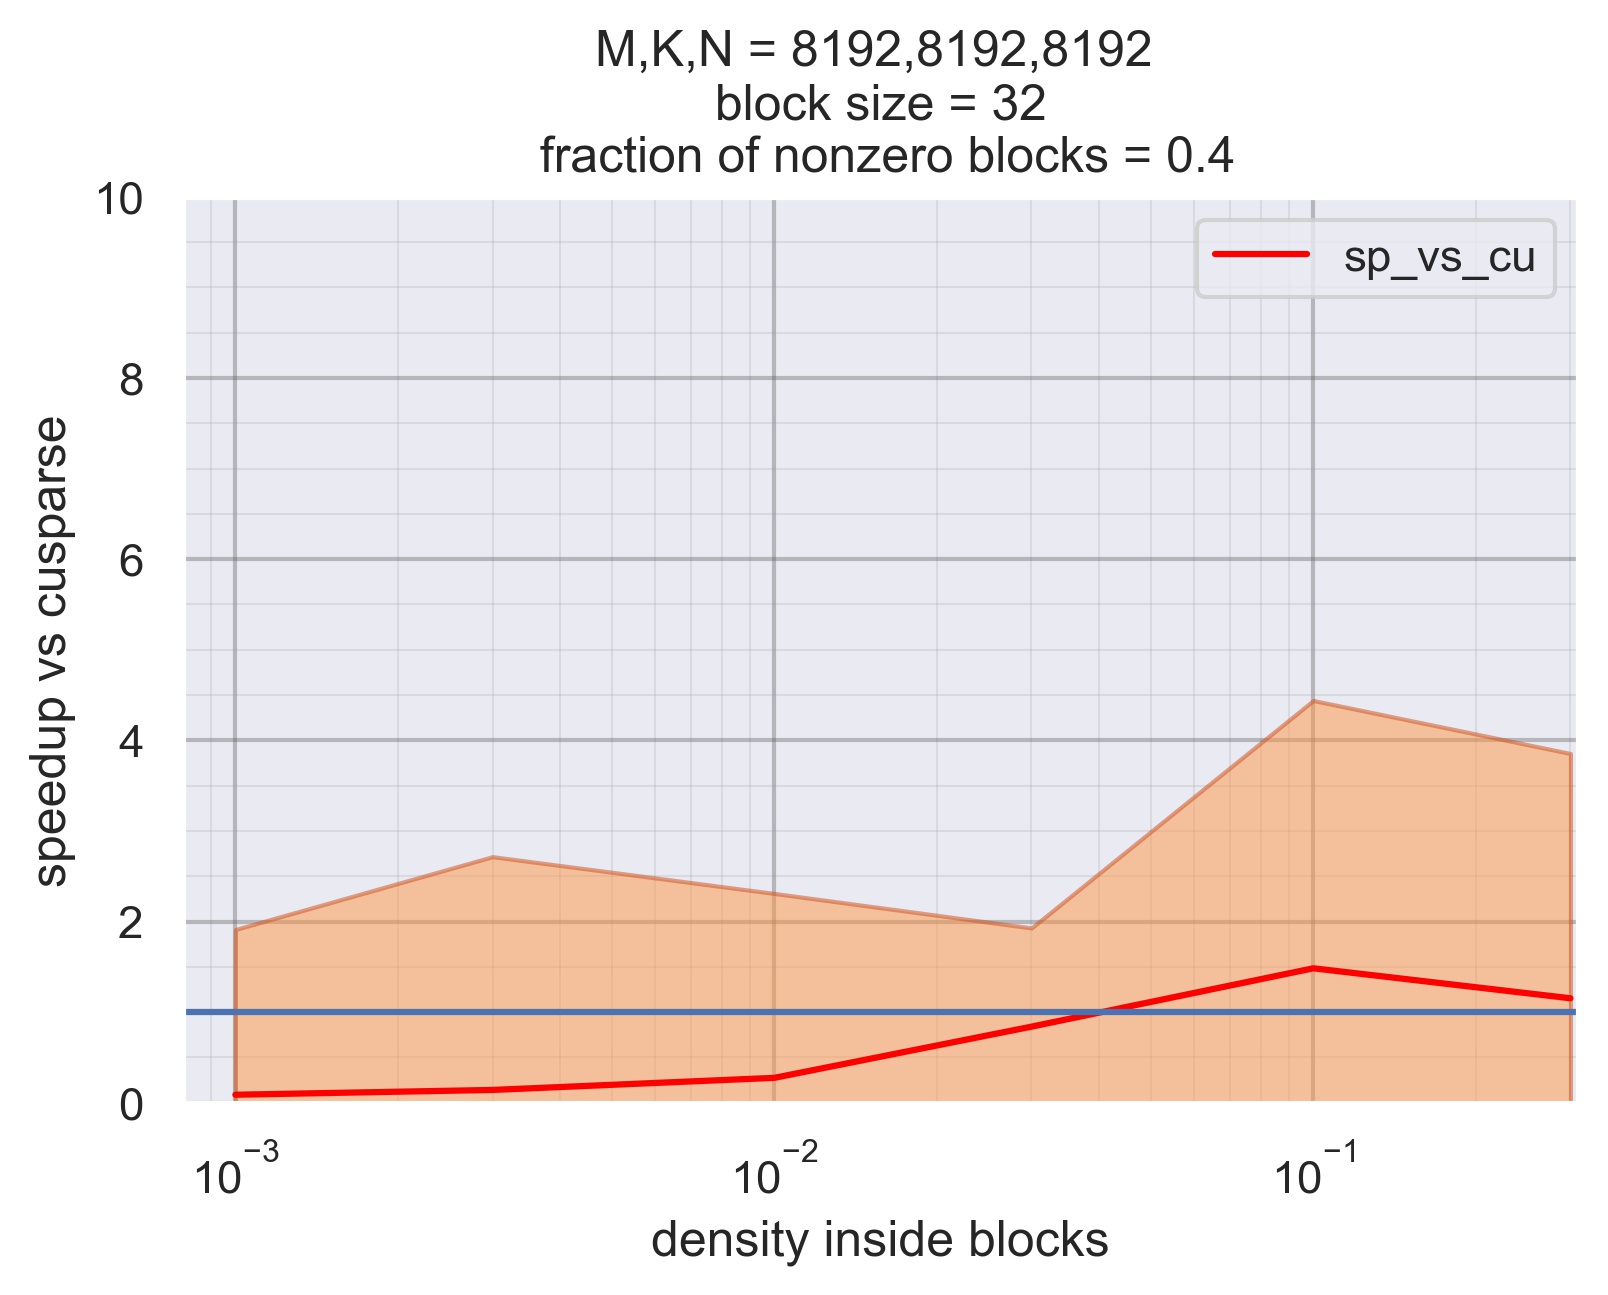 M,K,N = 8192,8192,8192
block size = 32
fraction of nonzero blocks = 0.4
sp_vs_cu
speedup vs cusparse
10
8
6
4
2
0
10⁻³
10⁻²
10⁻¹
density inside blocks